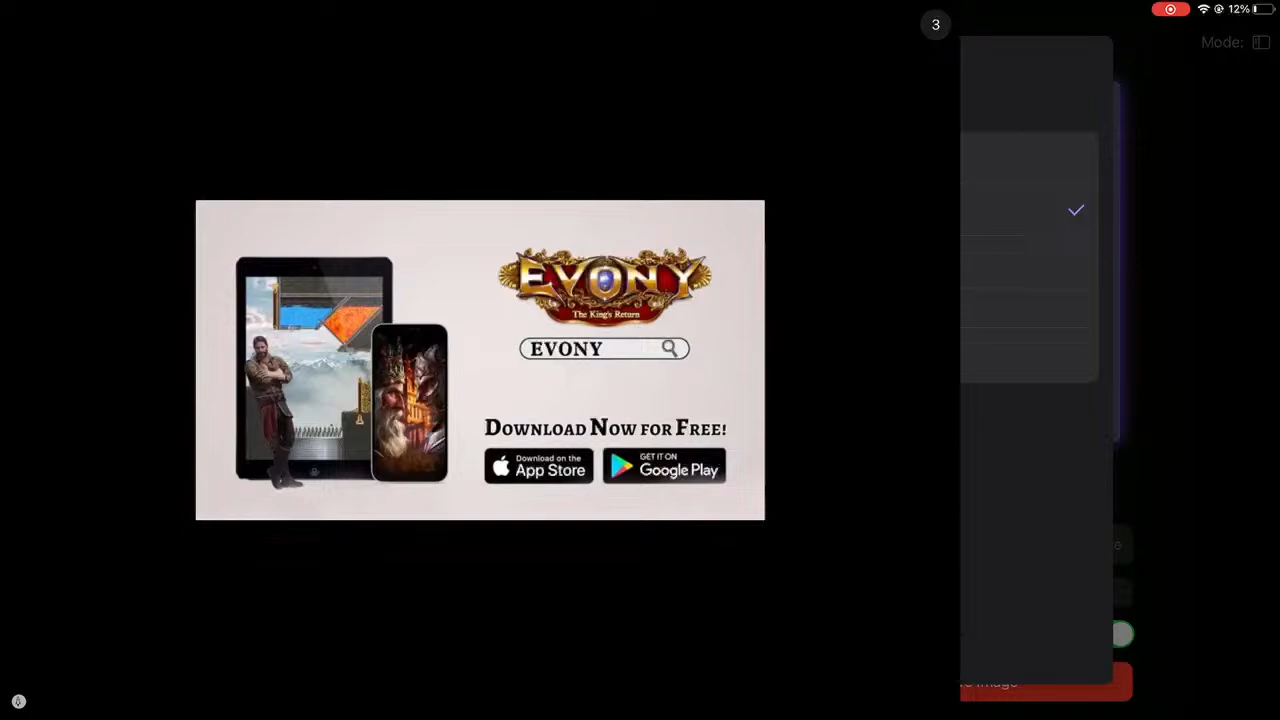 3
12%
Mode:
EVONY
The King's Return
EVONY
DOWNLOAD NOW FOR FREE!
Download on the
App Store
GET IT ON
Google Play